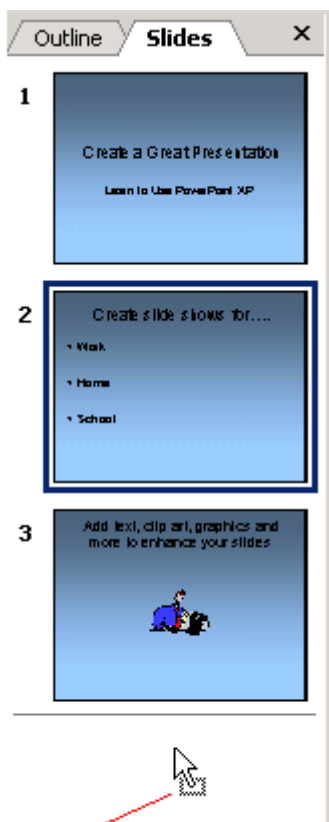 Outline Slides ×
1
Create a Great Presentation
Learn to Use PowerPoint XP
2
Create slide shows for....
• Work
• Home
• School
3
Add text, clip art, graphics and
more to enhance your slides